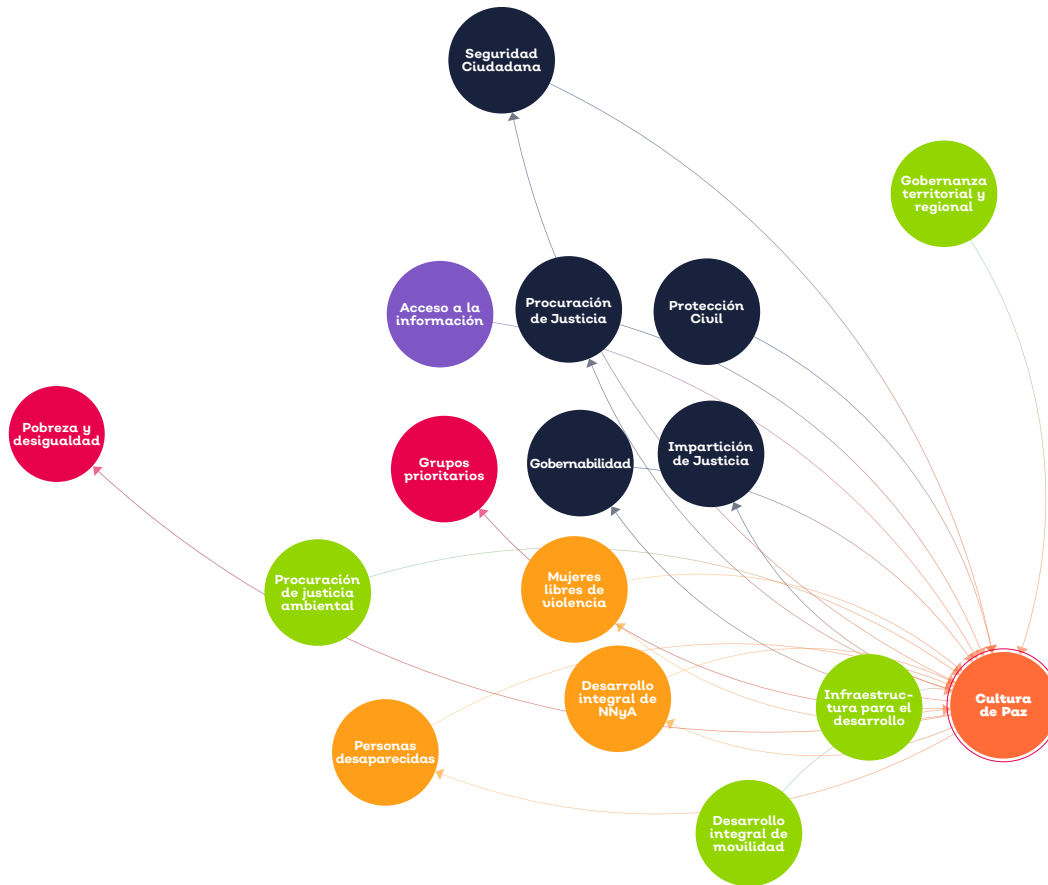 Seguridad
Ciudadana
Gobernanza
territorial y
regional
Acceso a la
información
Procuración
de Justicia
Protección
Civil
Pobreza y
desigualdad
Grupos
prioritarios
Gobernabilidad
Impartición
de Justicia
Procuración
de justicia
ambiental
Mujeres
libres de
violencia
Desarrollo
integral de
NNyA
Infraestruc-
tura para el
desarrollo
Cultura
de Paz
Personas
desaparecidas
Desarrollo
integral de
movilidad